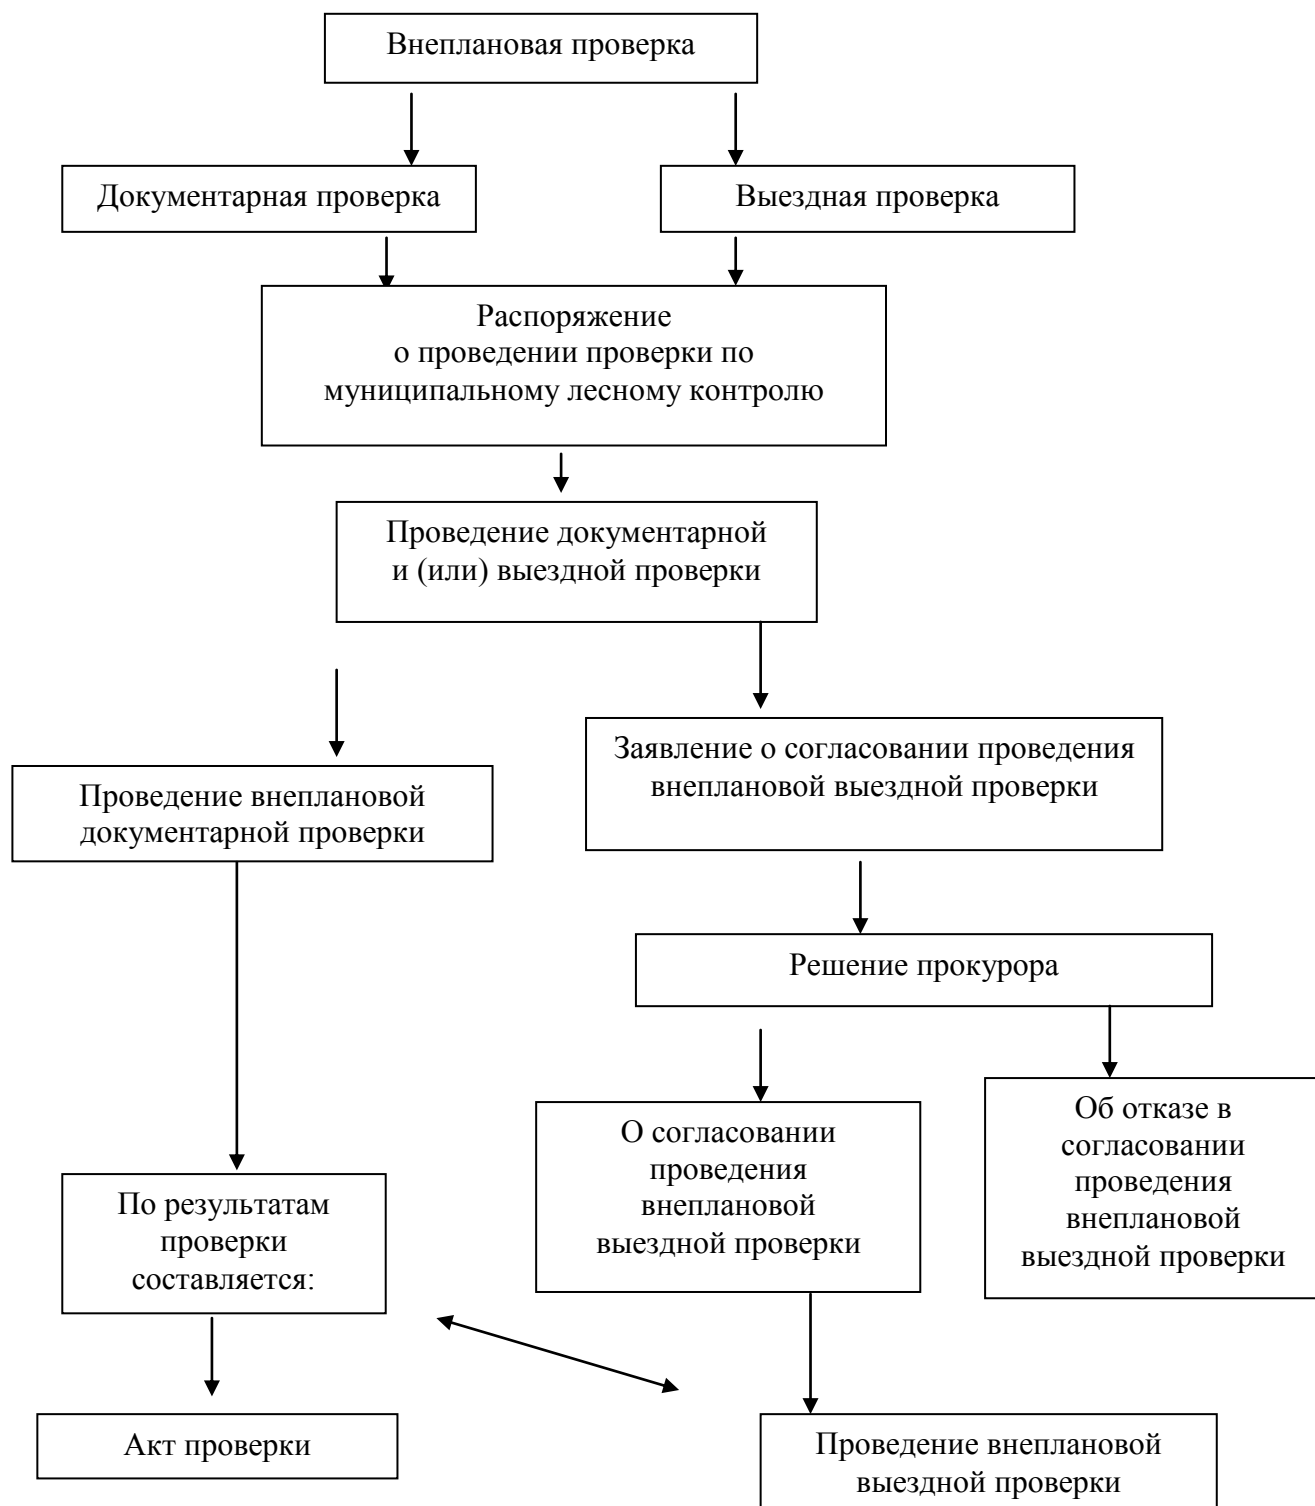 Внеплановая проверка
Документарная проверка
Выездная проверка
Распоряжение
о проведении проверки по
муниципальному лесному контролю
Проведение документарной
и (или) выездной проверки
Заявление о согласовании проведения
внеплановой выездной проверки
Проведение внеплановой
документарной проверки
Решение прокурора
О согласовании
проведения
внеплановой
выездной проверки
Об отказе в
согласовании
проведения
внеплановой
выездной проверки
По результатам
проверки
составляется:
Акт проверки
Проведение внеплановой
выездной проверки